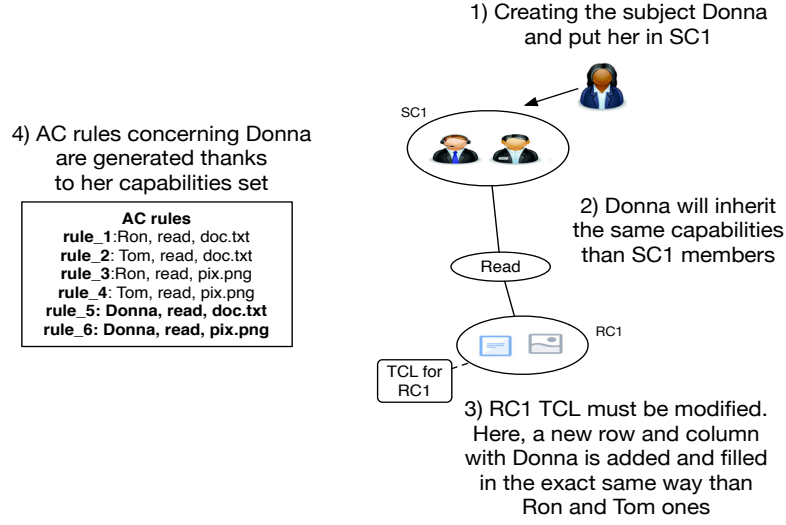 1) Creating the subject Donna
and put her in SC1
SC1
4) AC rules concerning Donna
are generated thanks
to her capabilities set
AC rules
rule_1:Ron, read, doc.txt
rule_2: Tom, read, doc.txt
rule_3:Ron, read, pix.png
rule_4: Tom, read, pix.png
rule_5: Donna, read, doc.txt
rule_6: Donna, read, pix.png
2) Donna will inherit
the same capabilities
than SC1 members
Read
RC1
TCL for
RC1
3) RC1 TCL must be modified.
Here, a new row and column
with Donna is added and filled
in the exact same way than
Ron and Tom ones